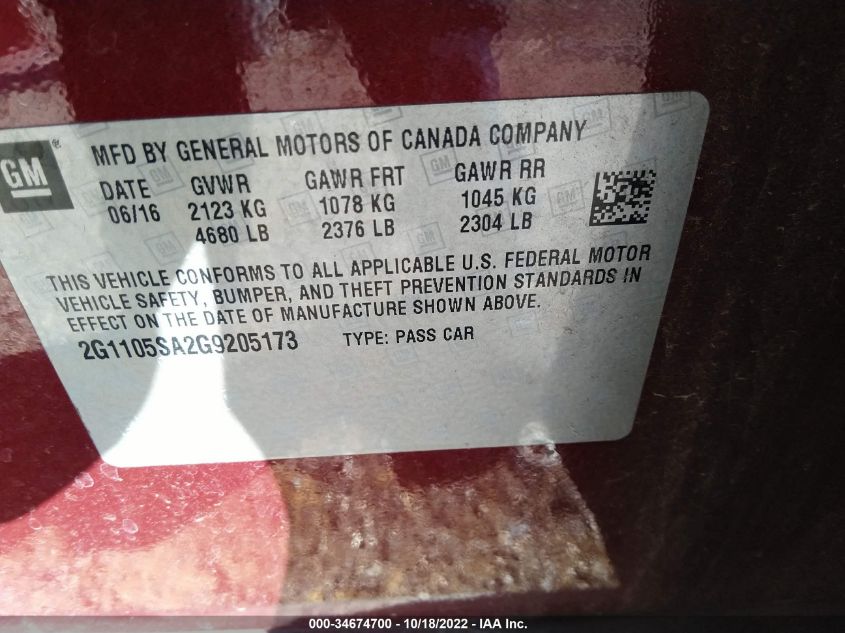 GM®
MFD BY GENERAL MOTORS OF CANADA COMPANY
DATE GVWR GAWR FRT GAWR RR
06/16 2123 KG 1078 KG 1045 KG
4680 LB 2376 LB 2304 LB
THIS VEHICLE CONFORMS TO ALL APPLICABLE U.S. FEDERAL MOTOR
VEHICLE SAFETY, BUMPER, AND THEFT PREVENTION STANDARDS IN
EFFECT ON THE DATE OF MANUFACTURE SHOWN ABOVE.
2G1105SA2G9205173 TYPE: PASS CAR
000-34674700 - 10/18/2022 - IAA Inc.